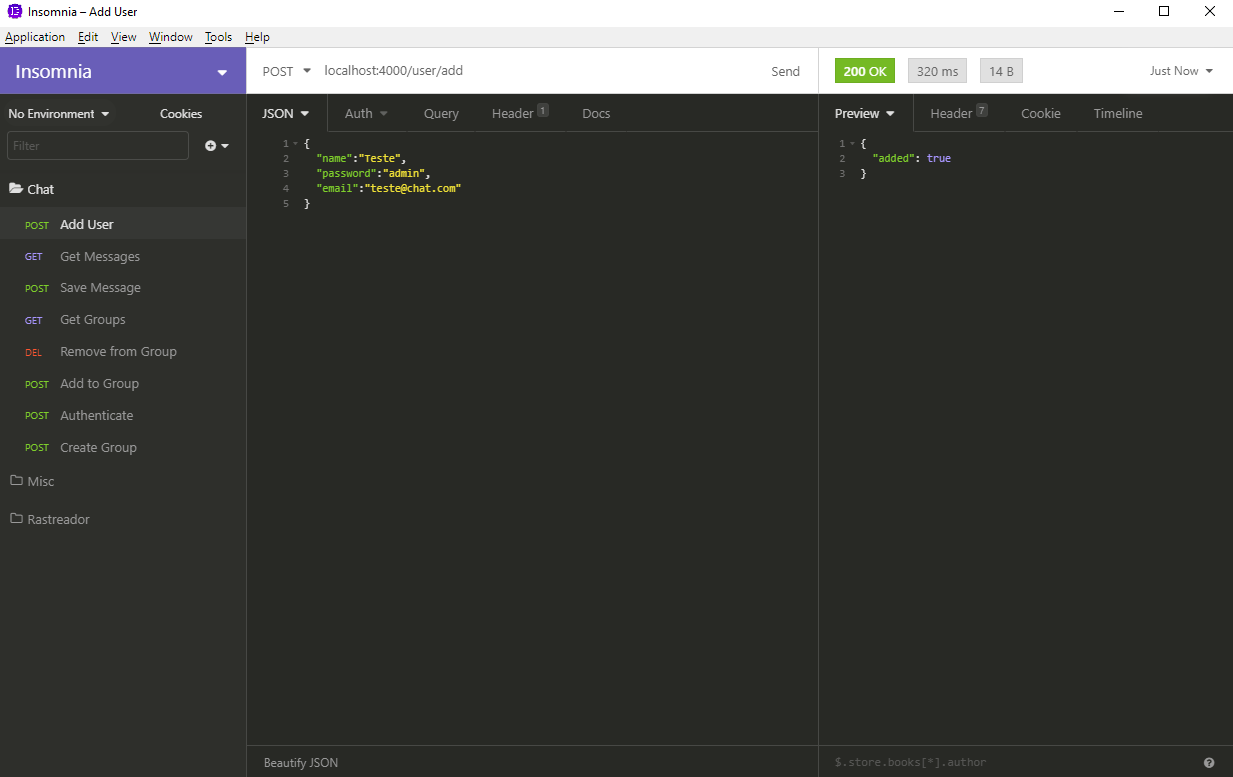 Insomnia – Add User
Application Edit View Window Tools Help
Insomnia
POST localhost:4000/user/add Send
200 OK 320 ms 14 B Just Now
No Environment Cookies
Filter
Chat
POST Add User
GET Get Messages
POST Save Message
GET Get Groups
DEL Remove from Group
POST Add to Group
POST Authenticate
POST Create Group
Misc
Rastreador
JSON Auth Query Header 1 Docs
1 {
2 "name":"Teste",
3 "password":"admin",
4 "email":"teste@chat.com"
5 }
Beautify JSON
Preview Header 7 Cookie Timeline
1 {
2 "added": true
3 }
$.store.books[*].author